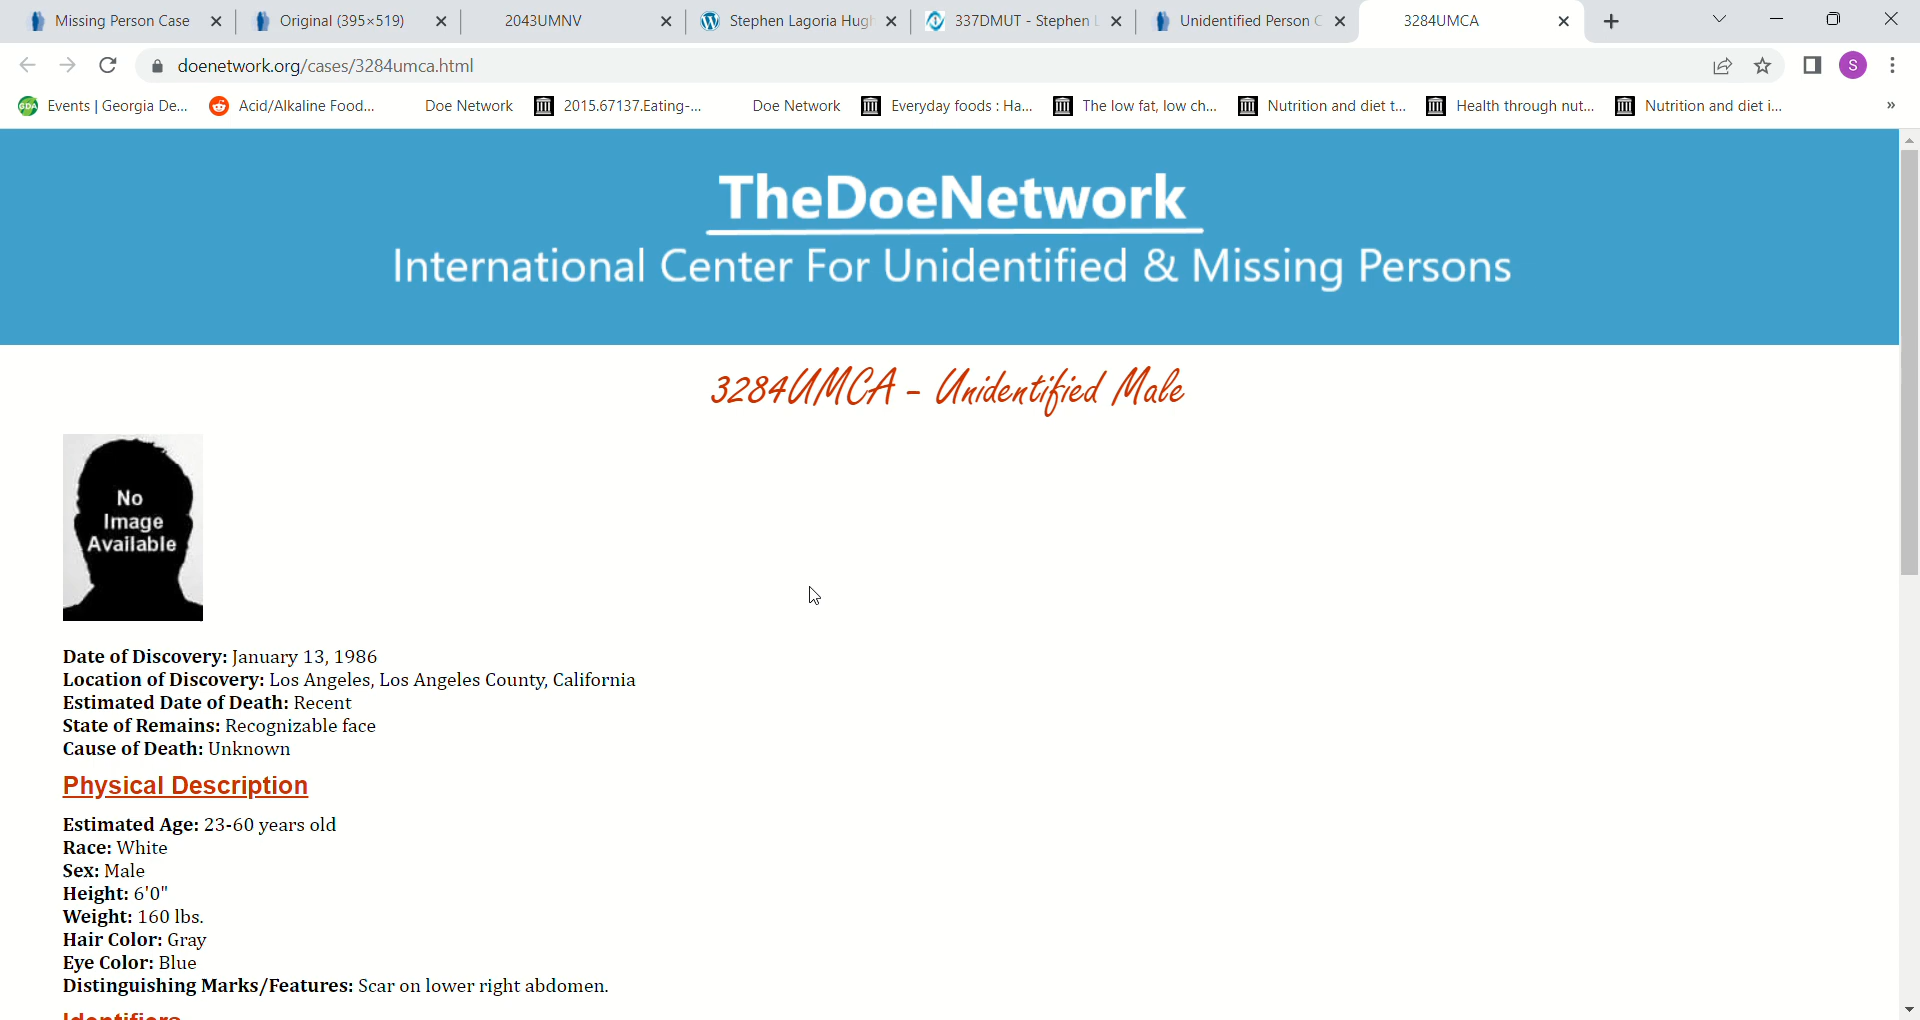 Missing Person Case
Original (395×519)
2043UMNV
Stephen Lagoria Hugh
337DMUT - Stephen L
Unidentified Person C
3284UMCA
doenetwork.org/cases/3284umca.html
S
GDA
Events | Georgia De...
Acid/Alkaline Food...
Doe Network
2015.67137.Eating-...
Doe Network
Everyday foods : Ha...
The low fat, low ch...
Nutrition and diet t...
Health through nut...
Nutrition and diet i...
»
TheDoeNetwork
International Center For Unidentified & Missing Persons
3284UMCA - Unidentified Male
No
Image
Available
Date of Discovery: January 13, 1986
Location of Discovery: Los Angeles, Los Angeles County, California
Estimated Date of Death: Recent
State of Remains: Recognizable face
Cause of Death: Unknown
Physical Description
Estimated Age: 23-60 years old
Race: White
Sex: Male
Height: 6'0"
Weight: 160 lbs.
Hair Color: Gray
Eye Color: Blue
Distinguishing Marks/Features: Scar on lower right abdomen.
Identifiers